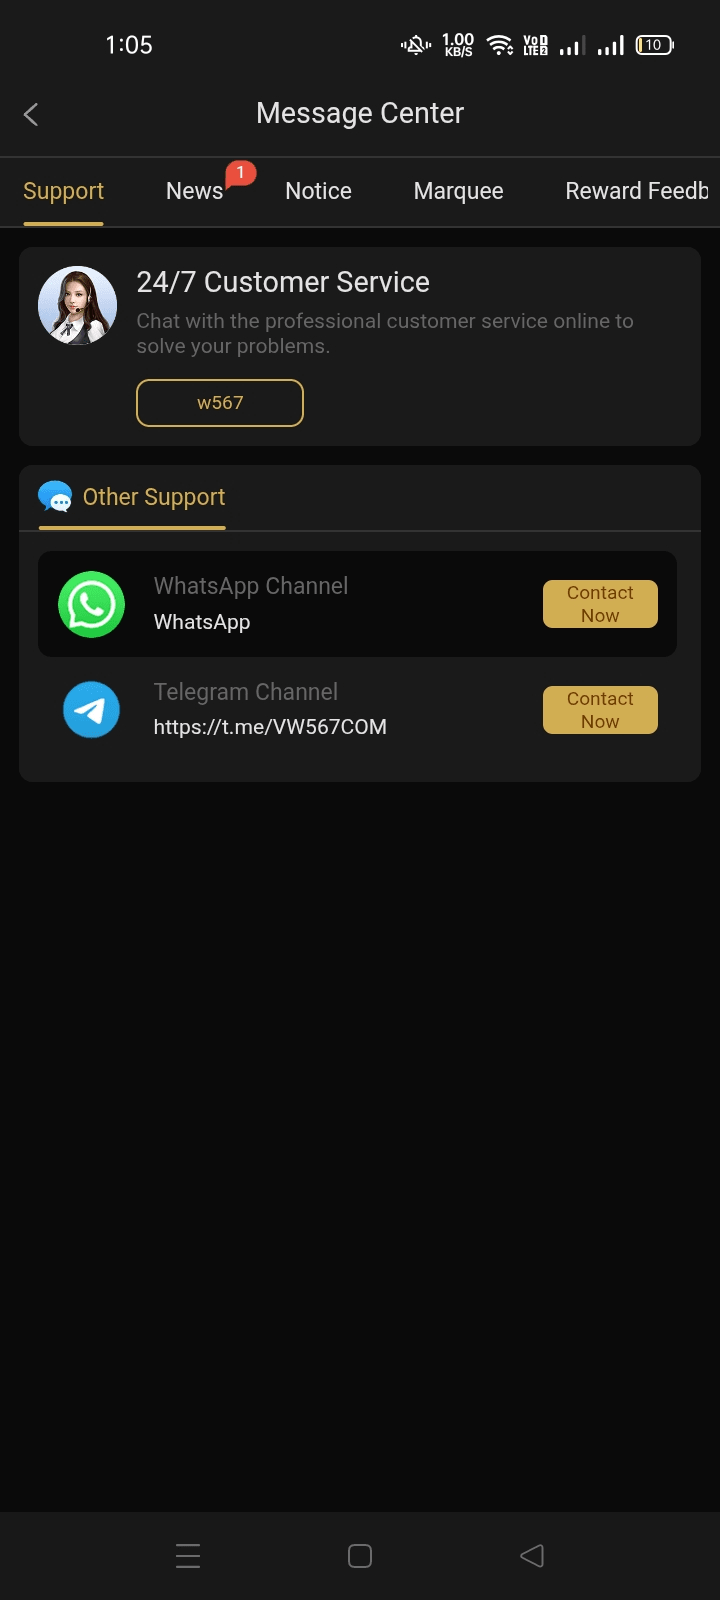 1:05
1.00
KB/S
Vo D
LTE 2
10
Message Center
Support
News
1
Notice
Marquee
Reward Feedb
24/7 Customer Service
Chat with the professional customer service online to
solve your problems.
w567
Other Support
WhatsApp Channel
WhatsApp
Contact
Now
Telegram Channel
https://t.me/VW567COM
Contact
Now